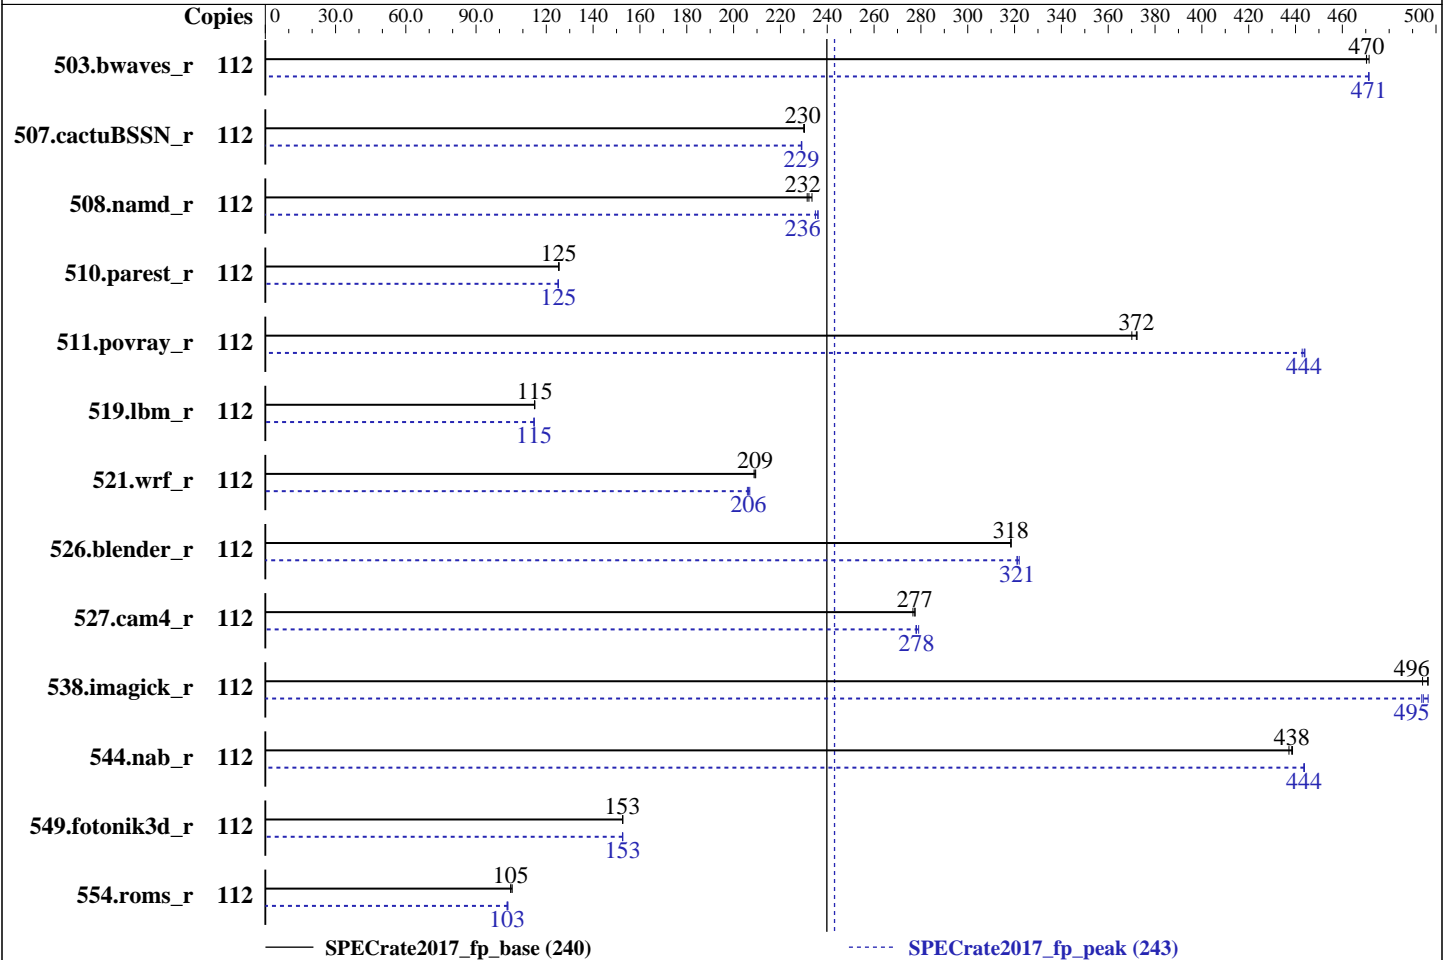 Copies 0 30.0 60.0 90.0 120 140 160 180 200 220 240 260 280 300 320 340 360 380 400 420 440 460 500
470
503.bwaves_r 112
471
230
507.cactuBSSN_r 112
229
232
508.namd_r 112
236
125
510.parest_r 112
125
372
511.povray_r 112
444
115
519.lbm_r 112
115
209
521.wrf_r 112
206
318
526.blender_r 112
321
277
527.cam4_r 112
278
496
538.imagick_r 112
495
438
544.nab_r 112
444
153
549.fotonik3d_r 112
153
105
554.roms_r 112
103
SPECrate2017_fp_base (240) SPECrate2017_fp_peak (243)